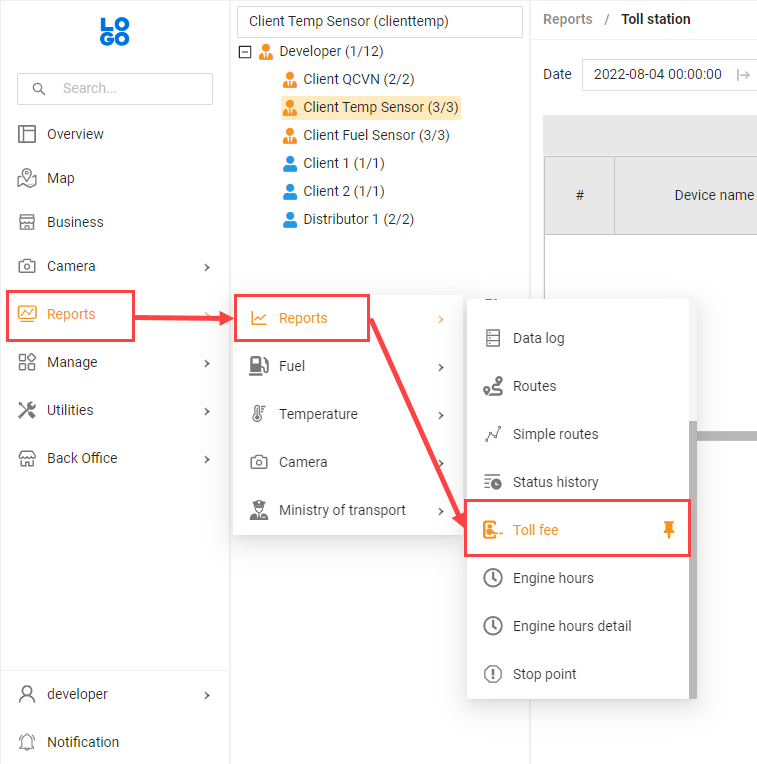 LO
GO
Search...
Overview
Map
Business
Camera
Reports
Manage
Utilities
Back Office
developer
Notification
Client Temp Sensor (clienttemp)
Developer (1/12)
Client QCVN (2/2)
Client Temp Sensor (3/3)
Client Fuel Sensor (3/3)
Client 1 (1/1)
Client 2 (1/1)
Distributor 1 (2/2)
Reports
Fuel
Temperature
Camera
Ministry of transport
Data log
Routes
Simple routes
Status history
Toll fee
Engine hours
Engine hours detail
Stop point
Reports / Toll station
Date 2022-08-04 00:00:00
# Device name